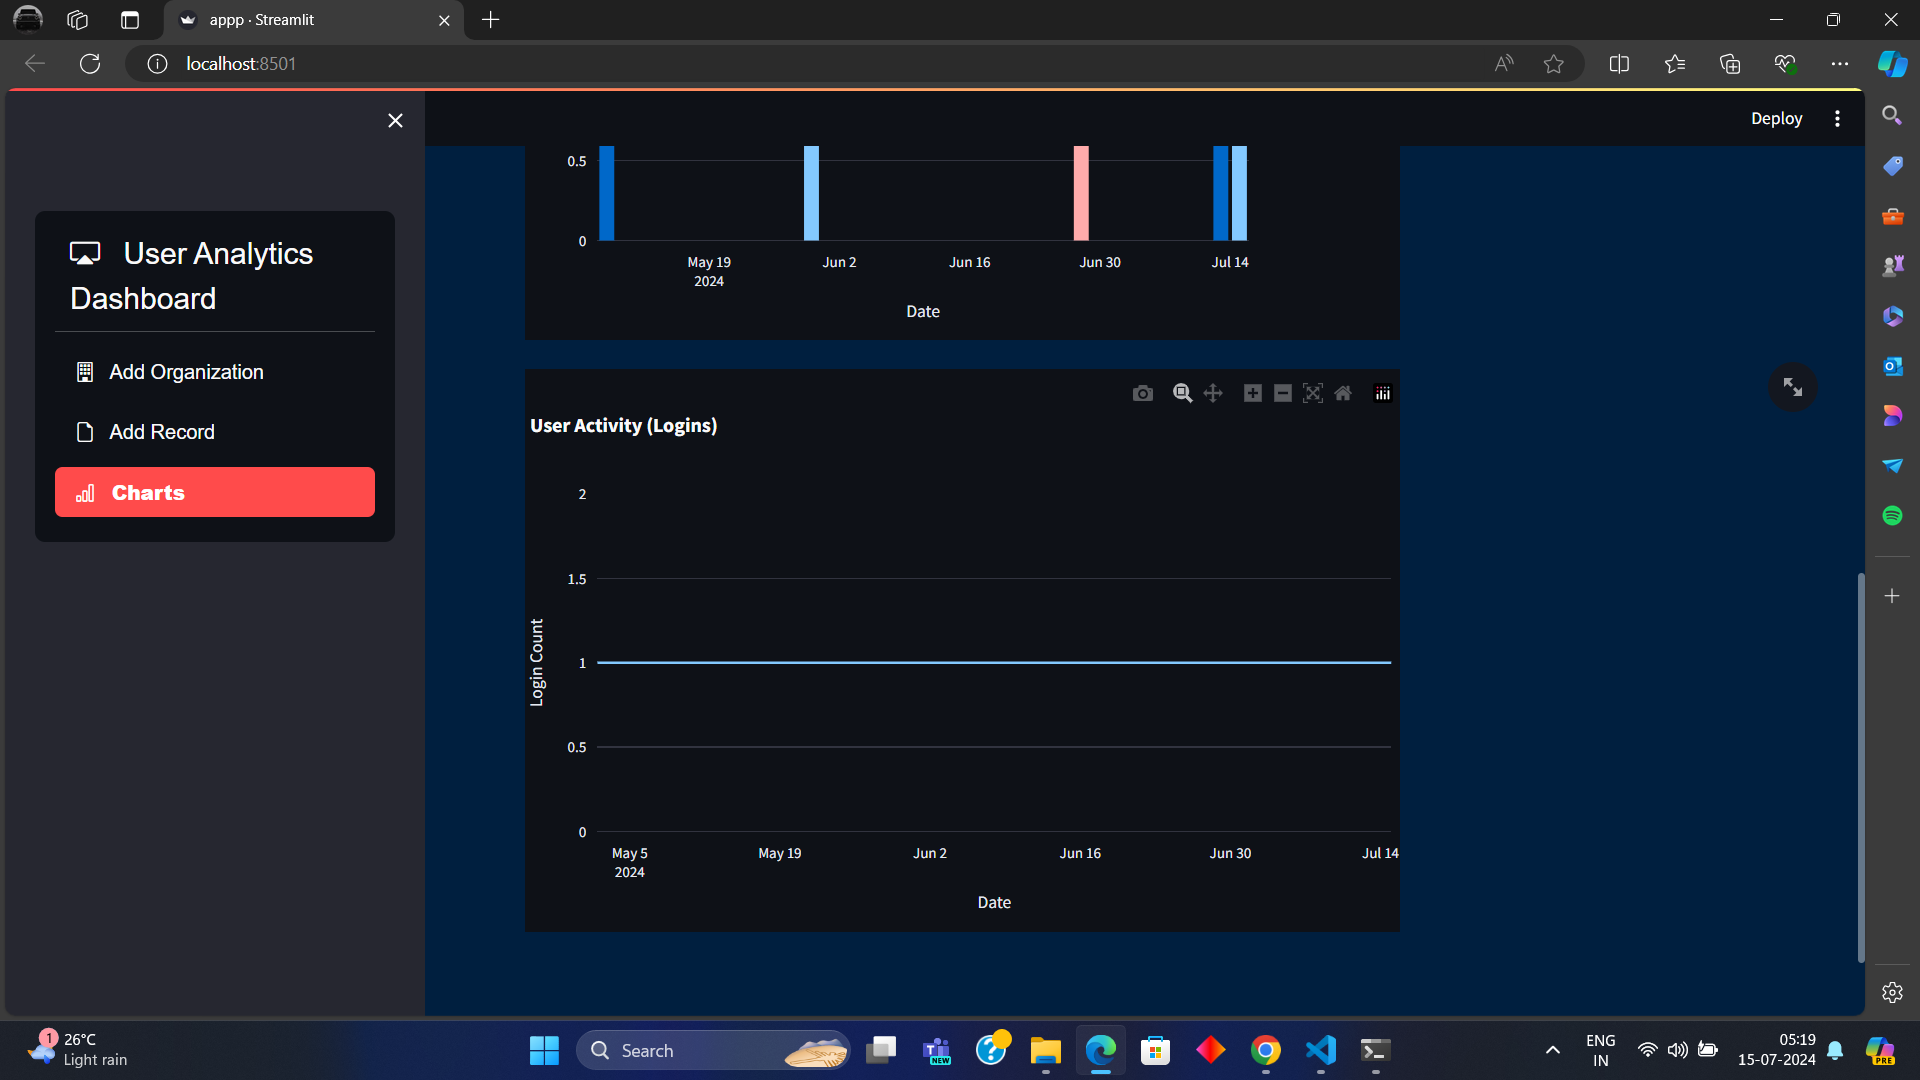 appp · Streamlit
localhost:8501
Deploy
User Analytics
Dashboard
Add Organization
Add Record
Charts
0.5
0
May 19
2024
Jun 2
Jun 16
Jun 30
Jul 14
Date
User Activity (Logins)
2
1.5
1
0.5
0
Login Count
May 5
2024
May 19
Jun 2
Jun 16
Jun 30
Jul 14
Date
1
26°C
Light rain
Search
NEW
ENG
IN
05:19
15-07-2024
PRE